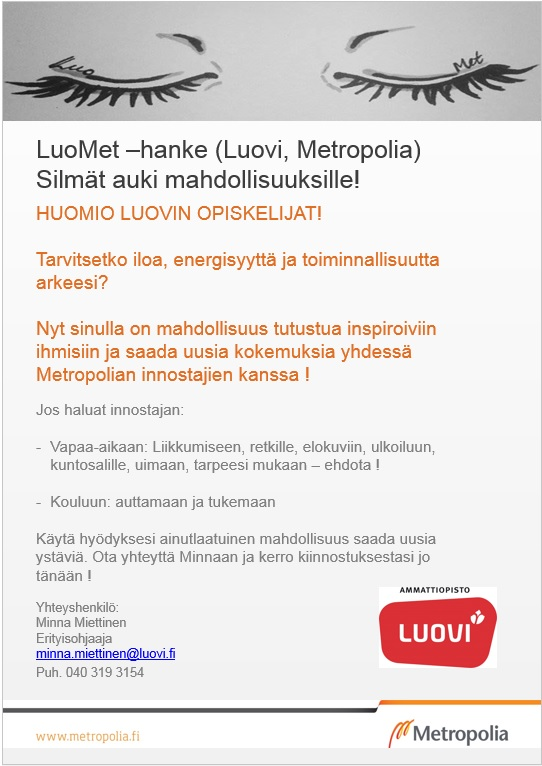 Luo
Met
LuoMet –hanke (Luovi, Metropolia)
Silmät auki mahdollisuuksille!
HUOMIO LUOVIN OPISKELIJAT!
Tarvitsetko iloa, energisyyttä ja toiminnallisuutta
arkeesi?
Nyt sinulla on mahdollisuus tutustua inspiroiviin
ihmisiin ja saada uusia kokemuksia yhdessä
Metropolian innostajien kanssa !
Jos haluat innostajan:
- Vapaa-aikaan: Liikkumiseen, retkille, elokuviin, ulkoiluun,
kuntosalille, uimaan, tarpeesi mukaan – ehdota !
- Kouluun: auttamaan ja tukemaan
Käytä hyödyksesi ainutlaatuinen mahdollisuus saada uusia
ystäviä. Ota yhteyttä Minnaan ja kerro kiinnostuksestasi jo
tänään !
Yhteyshenkilö:
Minna Miettinen
Erityisohjaaja
minna.miettinen@luovi.fi
Puh. 040 319 3154
AMMATTIOPISTO
LUOVI
www.metropolia.fi
Metropolia